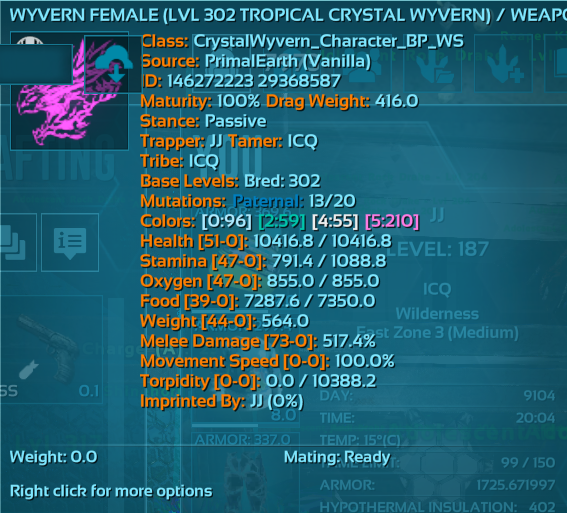 WYVERN FEMALE (LVL 302 TROPICAL CRYSTAL WYVERN) / WEAPO
Class: CrystalWyvern_Character_BP_WS
Source: PrimalEarth (Vanilla)
ID: 146272223 29368587
Maturity: 100% Drag Weight: 416.0
Stance: Passive
Trapper: JJ Tamer: ICQ
Tribe: ICQ
Base Levels: Bred: 302
Mutations: Paternal: 13/20
Colors: [0:96] [2:59] [4:55] [5:210]
Health [51-0]: 10416.8 / 10416.8
Stamina [47-0]: 791.4 / 1088.8
Oxygen [47-0]: 855.0 / 855.0
Food [39-0]: 7287.6 / 7350.0
Weight [44-0]: 564.0
Melee Damage [73-0]: 517.4%
Movement Speed [0-0]: 100.0%
Torpidity [0-0]: 0.0 / 10388.2
Imprinted By: JJ (0%)
Weight: 0.0
Mating: Ready
Right click for more options
AFTING
YOU
JJ
LEVEL: 187
ICQ
Wilderness
East Zone 3 (Medium)
SS
0.1
8.0
ARMOR: 337.0
DAY: 9104
TIME: 20:04
TEMP: 15°(C)
99 / 150
ARMOR: 1725.671997
HYPOTHERMAL INSULATION: 402